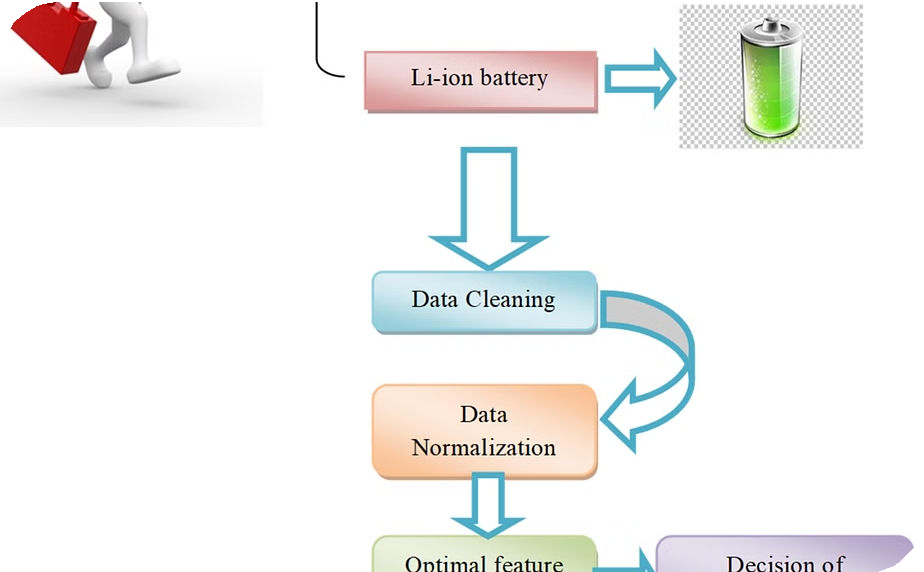 Li-ion battery
Data Cleaning
Data
Normalization
Optimal feature
Decision of